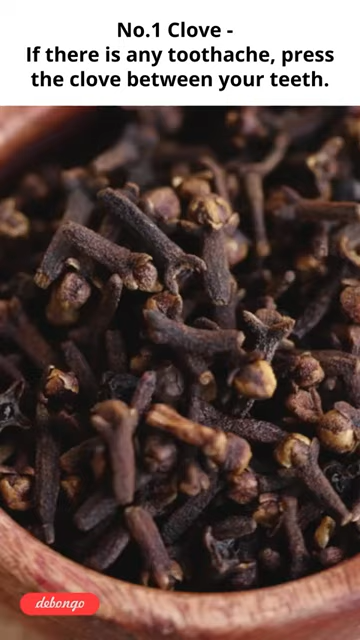 No.1 Clove -
If there is any toothache, press
the clove between your teeth.
debongo